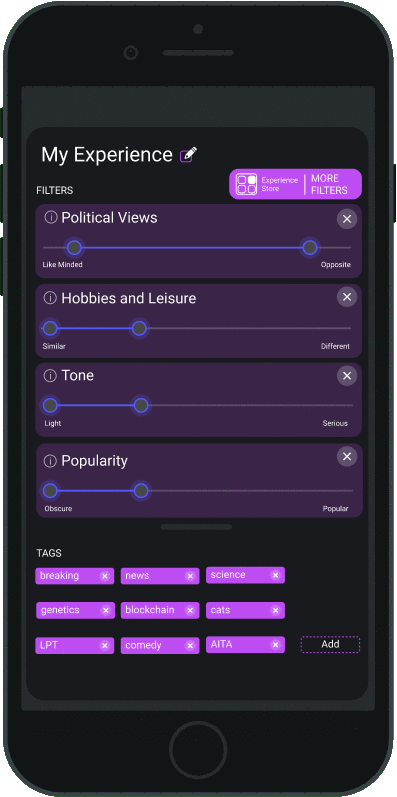 My Experience
FILTERS
Experience
Store
MORE
FILTERS
Political Views
Like Minded Opposite
Hobbies and Leisure
Similar Different
Tone
Light Serious
Popularity
Obscure Popular
TAGS
breaking news science
genetics blockchain cats
LPT comedy AITA Add